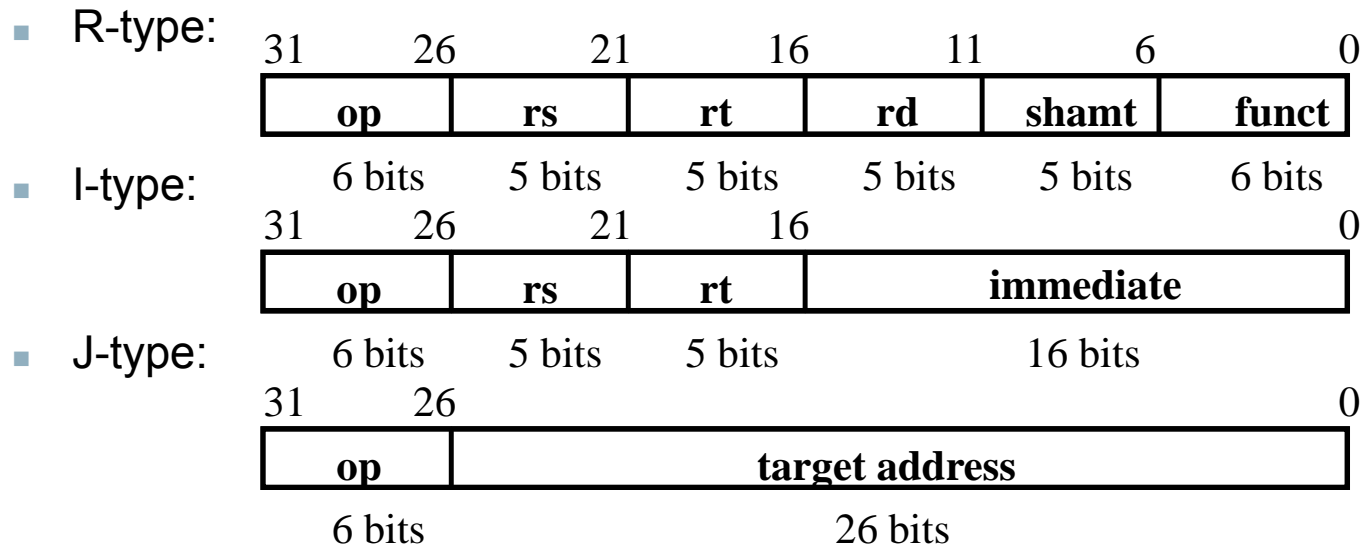 R-type:
31 26 21 16 11 6 0
op rs rt rd shamt funct
6 bits 5 bits 5 bits 5 bits 5 bits 6 bits
I-type:
31 26 21 16 0
op rs rt immediate
6 bits 5 bits 5 bits 16 bits
J-type:
31 26 0
op target address
6 bits 26 bits